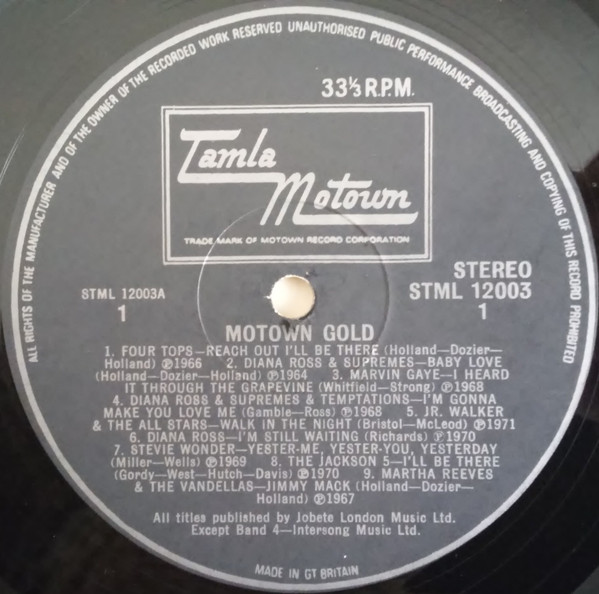 ALL RIGHTS OF THE MANUFACTURER AND OF THE OWNER OF THE RECORDED WORK RESERVED UNAUTHORISED PUBLIC PERFORMANCE BROADCASTING AND COPYING OF THIS RECORD PROHIBITED
33⅓ R.P.M.
Tamla
Motown
TRADE MARK OF MOTOWN RECORD CORPORATION
STEREO
STML 12003A
STML 12003
1
1
MOTOWN GOLD
1. FOUR TOPS—REACH OUT I'LL BE THERE (Holland—Dozier—
Holland) ℗1966 2. DIANA ROSS & SUPREMES—BABY LOVE
(Holland—Dozier—Holland) ℗1964 3. MARVIN GAYE—I HEARD
IT THROUGH THE GRAPEVINE (Whitfield—Strong) ℗1968
4. DIANA ROSS & SUPREMES & TEMPTATIONS—I'M GONNA
MAKE YOU LOVE ME (Gamble—Ross) ℗1968 5. JR. WALKER
& THE ALL STARS—WALK IN THE NIGHT (Bristol—McLeod) ℗1971
6. DIANA ROSS—I'M STILL WAITING (Richards) ℗1970
7. STEVIE WONDER—YESTER-ME, YESTER-YOU, YESTERDAY
(Miller—Wells) ℗1969 8. THE JACKSON 5—I'LL BE THERE
(Gordy—West—Hutch—Davis) ℗1970 9. MARTHA REEVES
& THE VANDELLAS—JIMMY MACK (Holland—Dozier—
Holland) ℗1967
All titles published by Jobete London Music Ltd.
Except Band 4—Intersong Music Ltd.
MADE IN GT BRITAIN